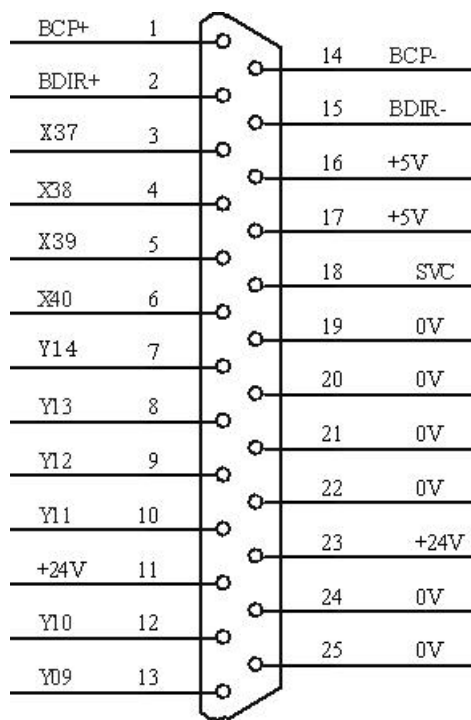 BCP+ 1
14 BCP-
BDIR+ 2
15 BDIR-
X37 3
16 +5V
X38 4
17 +5V
X39 5
18 SVC
X40 6
19 0V
Y14 7
20 0V
Y13 8
21 0V
Y12 9
22 0V
Y11 10
23 +24V
+24V 11
24 0V
Y10 12
25 0V
Y09 13